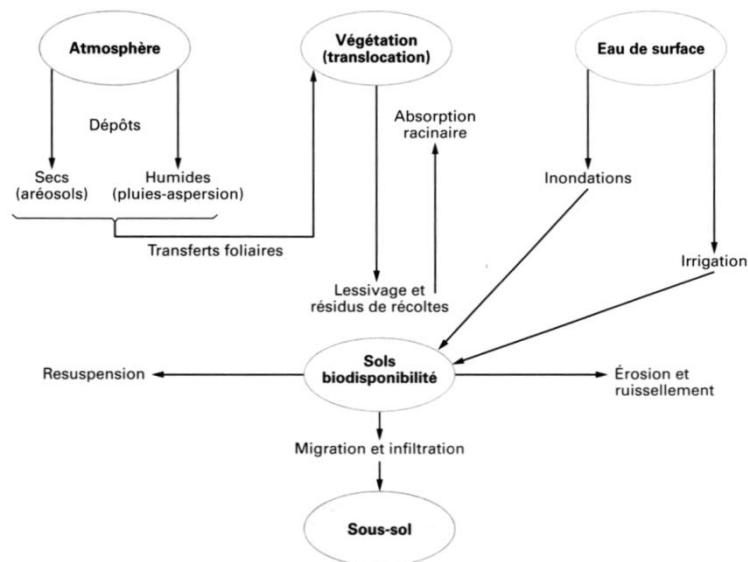 Atmosphère
Végétation
(translocation)
Eau de surface
Dépôts
Absorption
racinaire
Secs
(aréosols)
Humides
(pluies-aspersion)
Inondations
Transferts foliaires
Irrigation
Lessivage et
résidus de récoltes
Sols
biodisponibilité
Resuspension
Érosion et
ruissellement
Migration et infiltration
Sous-sol